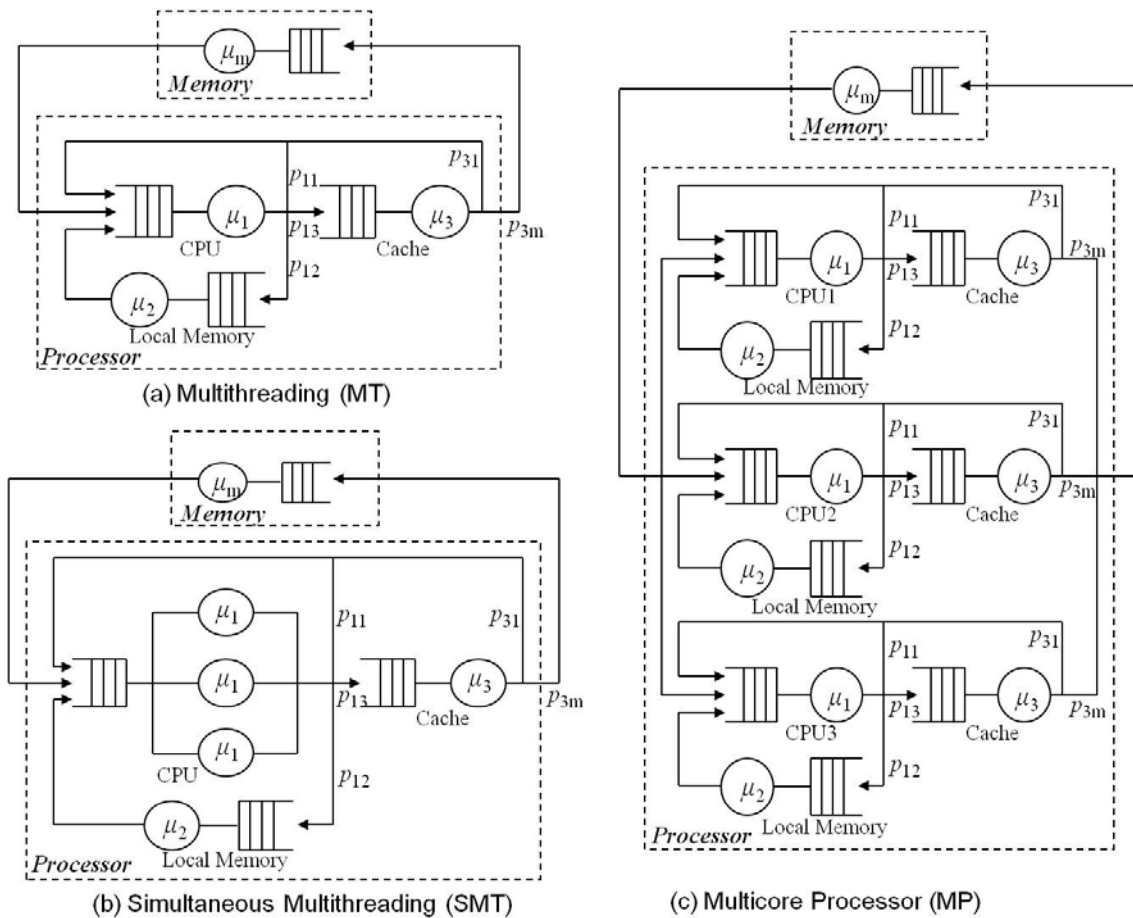 μm
Memory
p31
p11
μ1
μ3
p13
p3m
CPU
Cache
p12
μ2
Local Memory
Processor
(a) Multithreading (MT)
μm
Memory
μ1
p11
p31
μ1
μ3
p13
p3m
Cache
μ1
CPU
p12
μ2
Local Memory
Processor
(b) Simultaneous Multithreading (SMT)
μm
Memory
p31
p11
μ1
μ3
p3m
p13
CPU1
Cache
p12
μ2
Local Memory
p31
p11
μ1
μ3
p13
p3m
CPU2
Cache
p12
μ2
Local Memory
p31
p11
μ1
μ3
p13
p3m
CPU3
Cache
p12
μ2
Local Memory
Processor
(c) Multicore Processor (MP)